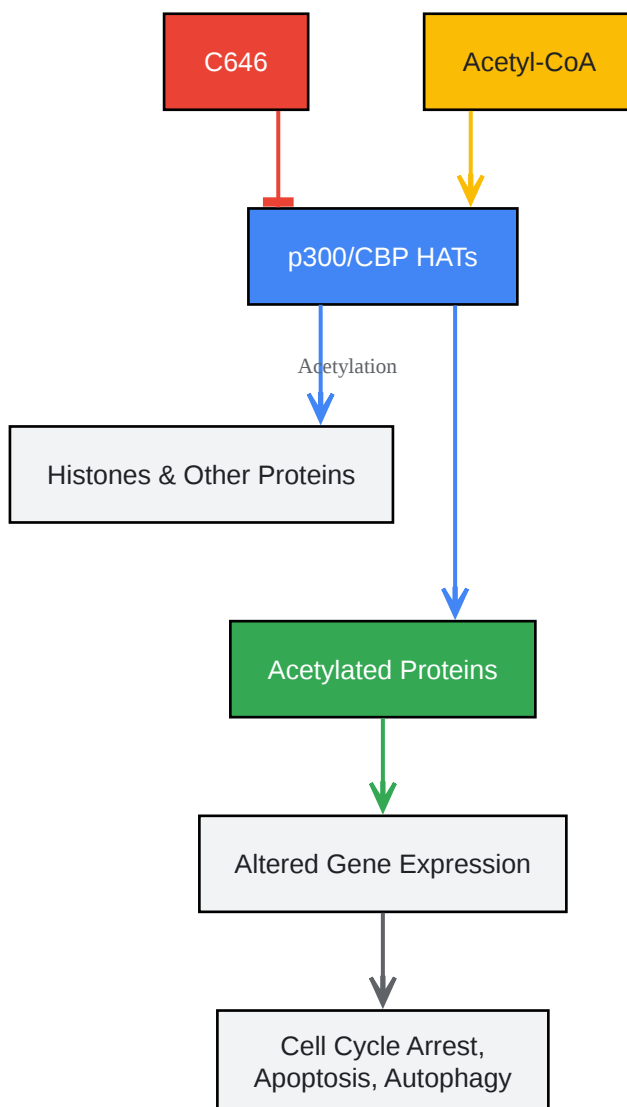 C646
Acetyl-CoA
p300/CBP HATs
Acetylation
Histones & Other Proteins
Acetylated Proteins
Altered Gene Expression
Cell Cycle Arrest,
Apoptosis, Autophagy